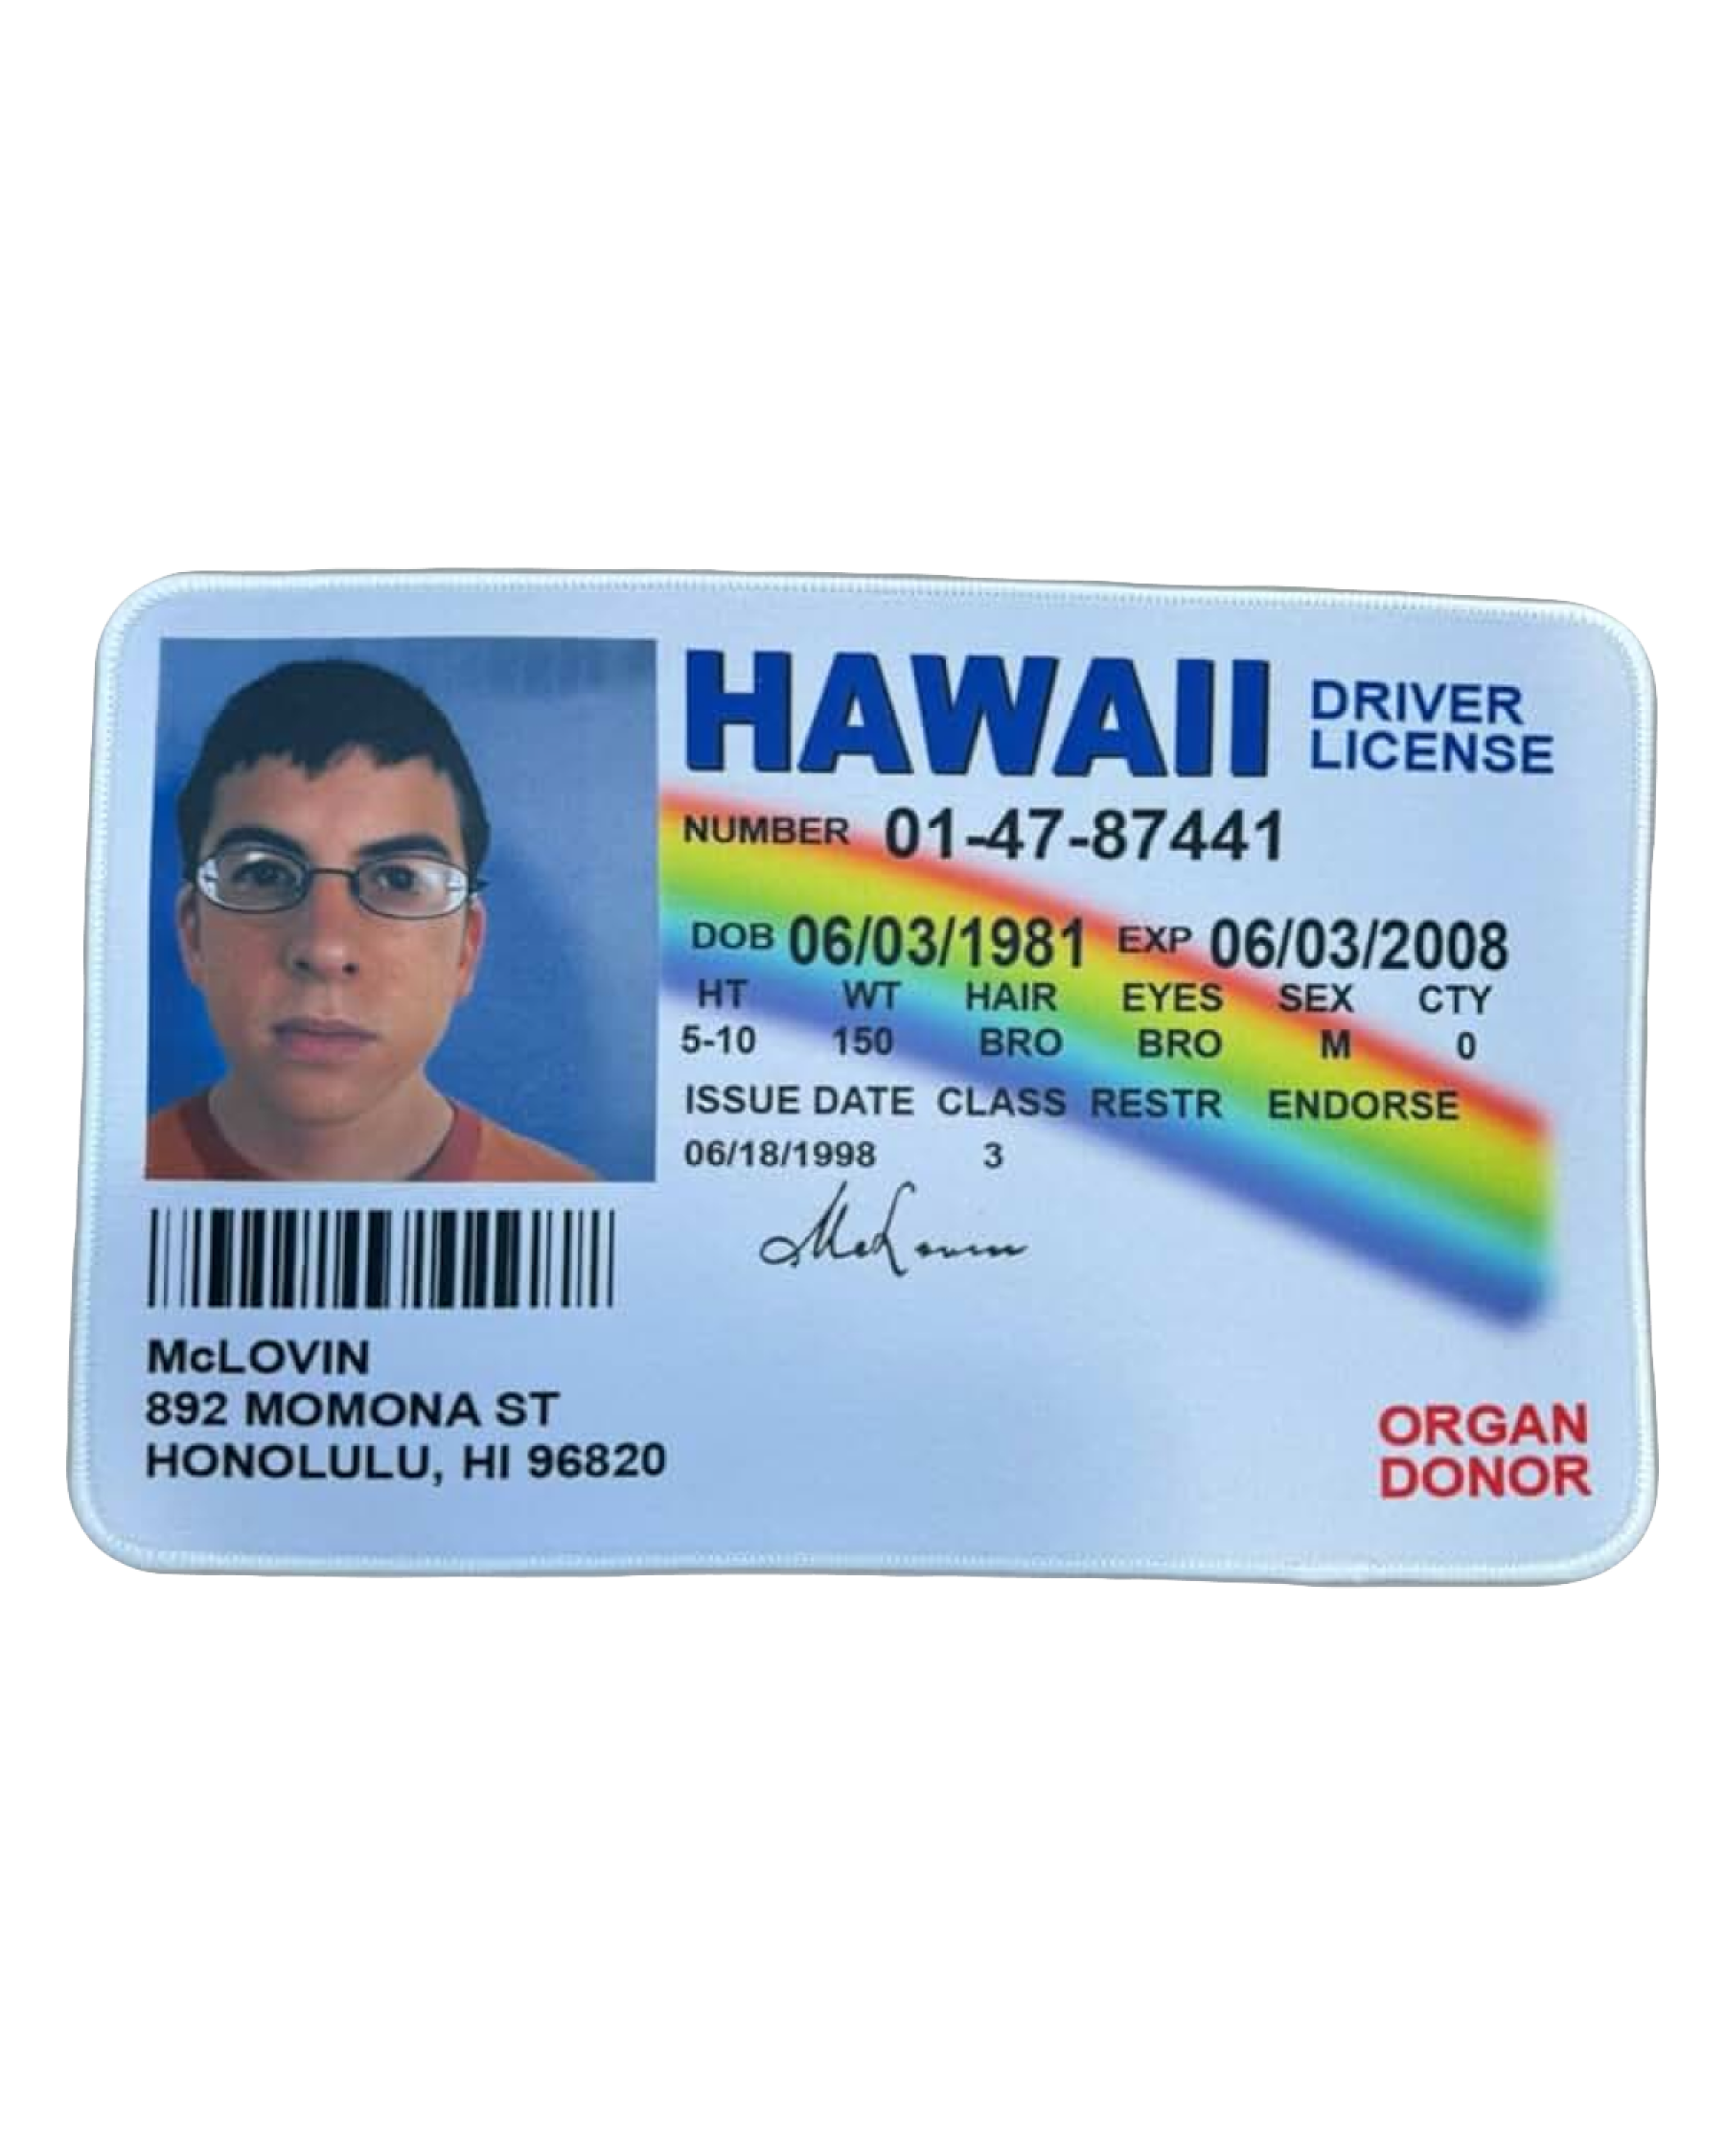 HAWAII DRIVER LICENSE
NUMBER 01-47-87441
DOB 06/03/1981 EXP 06/03/2008
HT WT HAIR EYES SEX CTY
5-10 150 BRO BRO M 0
ISSUE DATE CLASS RESTR ENDORSE
06/18/1998 3
McLovin
McLOVIN
892 MOMONA ST
HONOLULU, HI 96820
ORGAN
DONOR